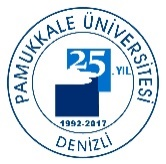 PAMUKKALE ÜNİVERSİTESİ
25.YIL
1992-2017
DENİZLİ